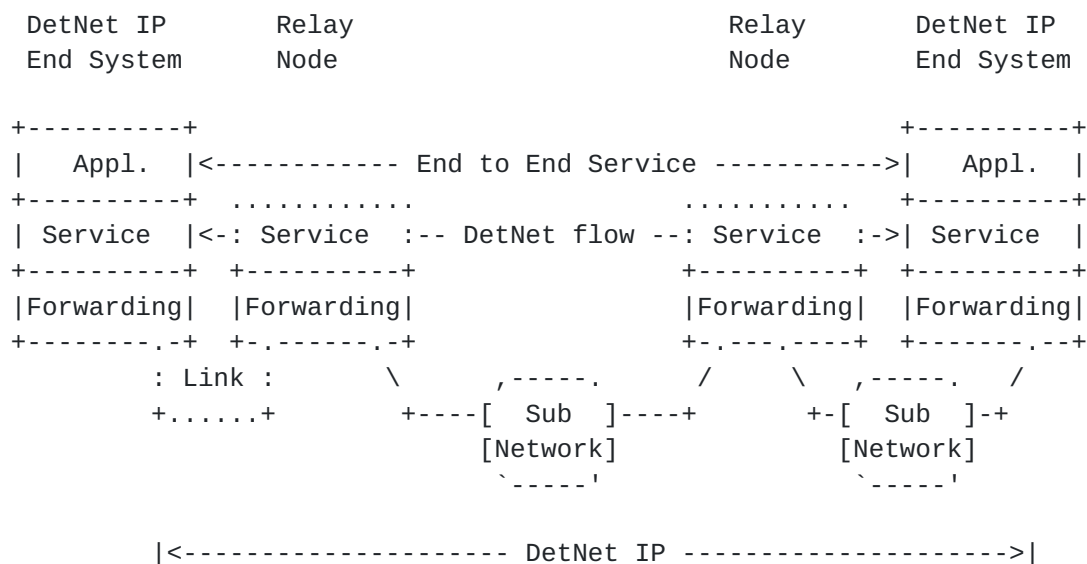 DetNet IP       Relay                        Relay       DetNet IP
End System      Node                         Node        End System

+----------+                                             +----------+
|   Appl.  |<------------ End to End Service ----------->|   Appl.  |
+----------+  ............                 ...........   +----------+
| Service  |<-: Service  :-- DetNet flow --: Service  :->| Service  |
+----------+  +----------+                 +----------+  +----------+
|Forwarding|  |Forwarding|                 |Forwarding|  |Forwarding|
+--------.-+  +-.------.-+                 +-.---.----+  +-------.--+
         : Link :       \      ,-----.      /     \   ,-----.   /
         +......+        +----[  Sub  ]----+       +-[  Sub  ]-+
                              [Network]              [Network]
                               `-----'                `-----'

         |<--------------------- DetNet IP --------------------->|